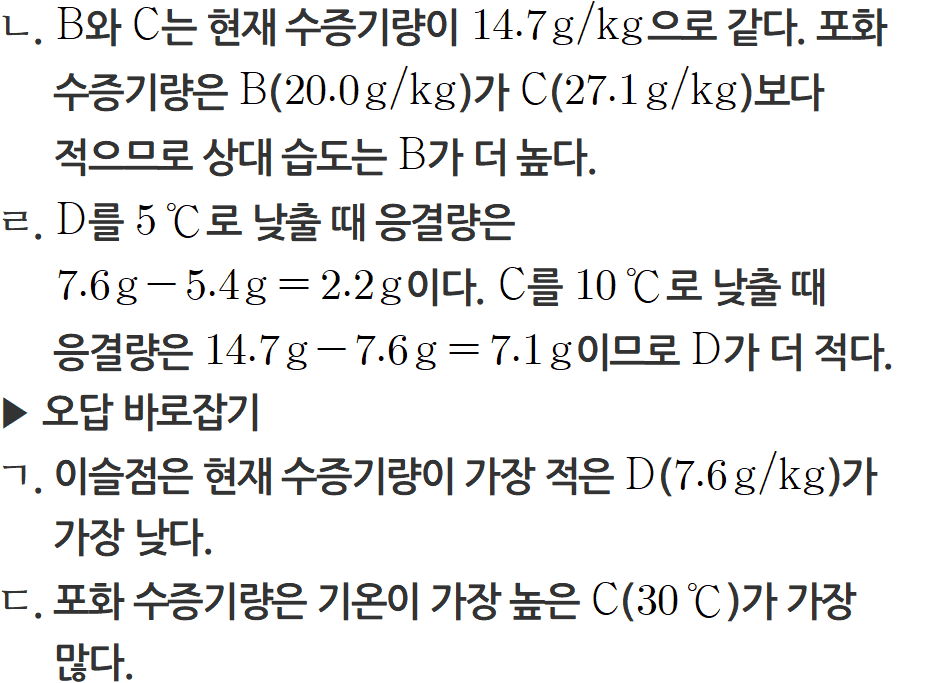 ㄴ. B와 C는 현재 수증기량이 14.7 g/kg으로 같다. 포화
수증기량은 B(20.0 g/kg)가 C(27.1 g/kg)보다
적으므로 상대 습도는 B가 더 높다.
ㄹ. D를 5 ℃로 낮출 때 응결량은
7.6 g - 5.4 g = 2.2 g이다. C를 10 ℃로 낮출 때
응결량은 14.7 g - 7.6 g = 7.1 g이므로 D가 더 적다.
▶ 오답 바로잡기
ㄱ. 이슬점은 현재 수증기량이 가장 적은 D(7.6 g/kg)가
가장 낮다.
ㄷ. 포화 수증기량은 기온이 가장 높은 C(30 ℃)가 가장
많다.